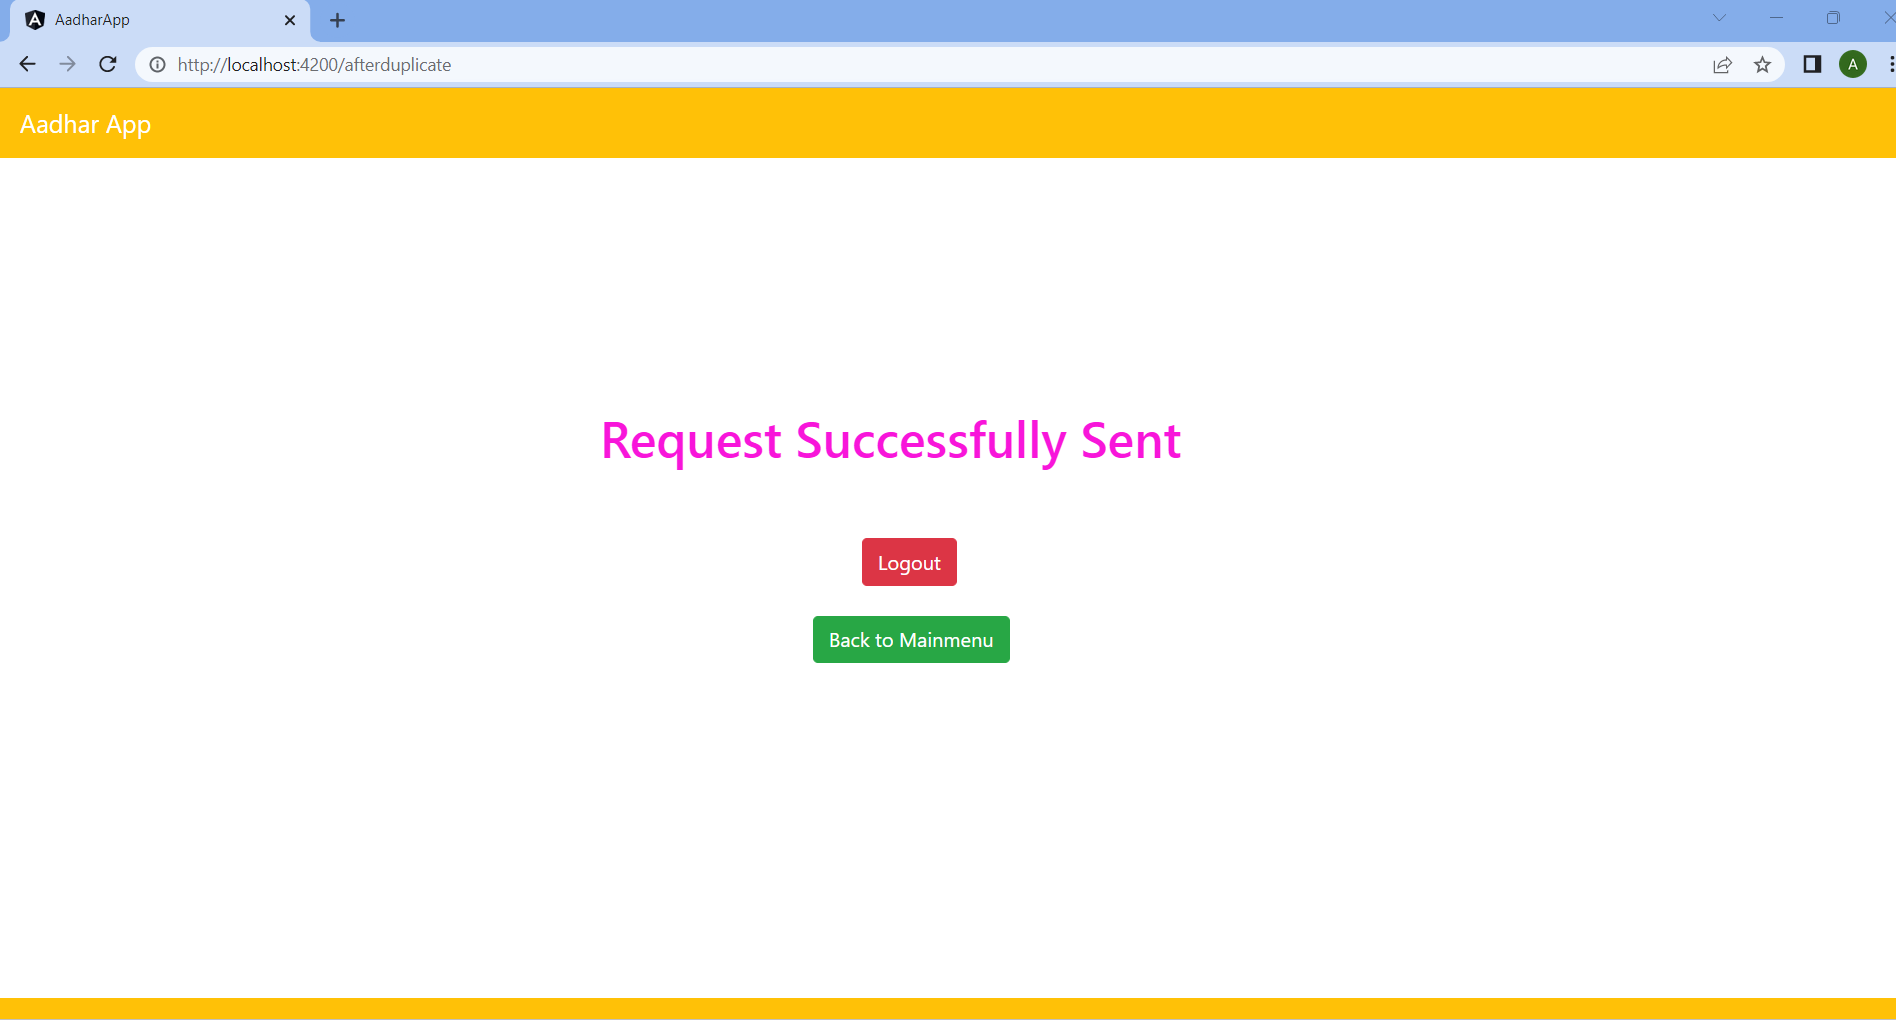 AadharApp
http://localhost:4200/afterduplicate
A
Aadhar App
Request Successfully Sent
Logout
Back to Mainmenu